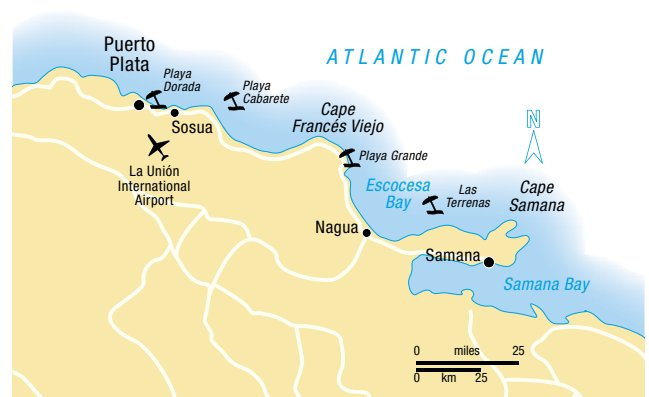 ATLANTIC OCEAN
Puerto
Plata
Playa
Dorada
Playa
Cabarete
Sosua
Cape
Francés Viejo
N
La Unión
International
Airport
Playa Grande
Escocesa
Bay
Las
Terrenas
Cape
Samana
Nagua
Samana
Samana Bay
0 miles 25
0 km 25